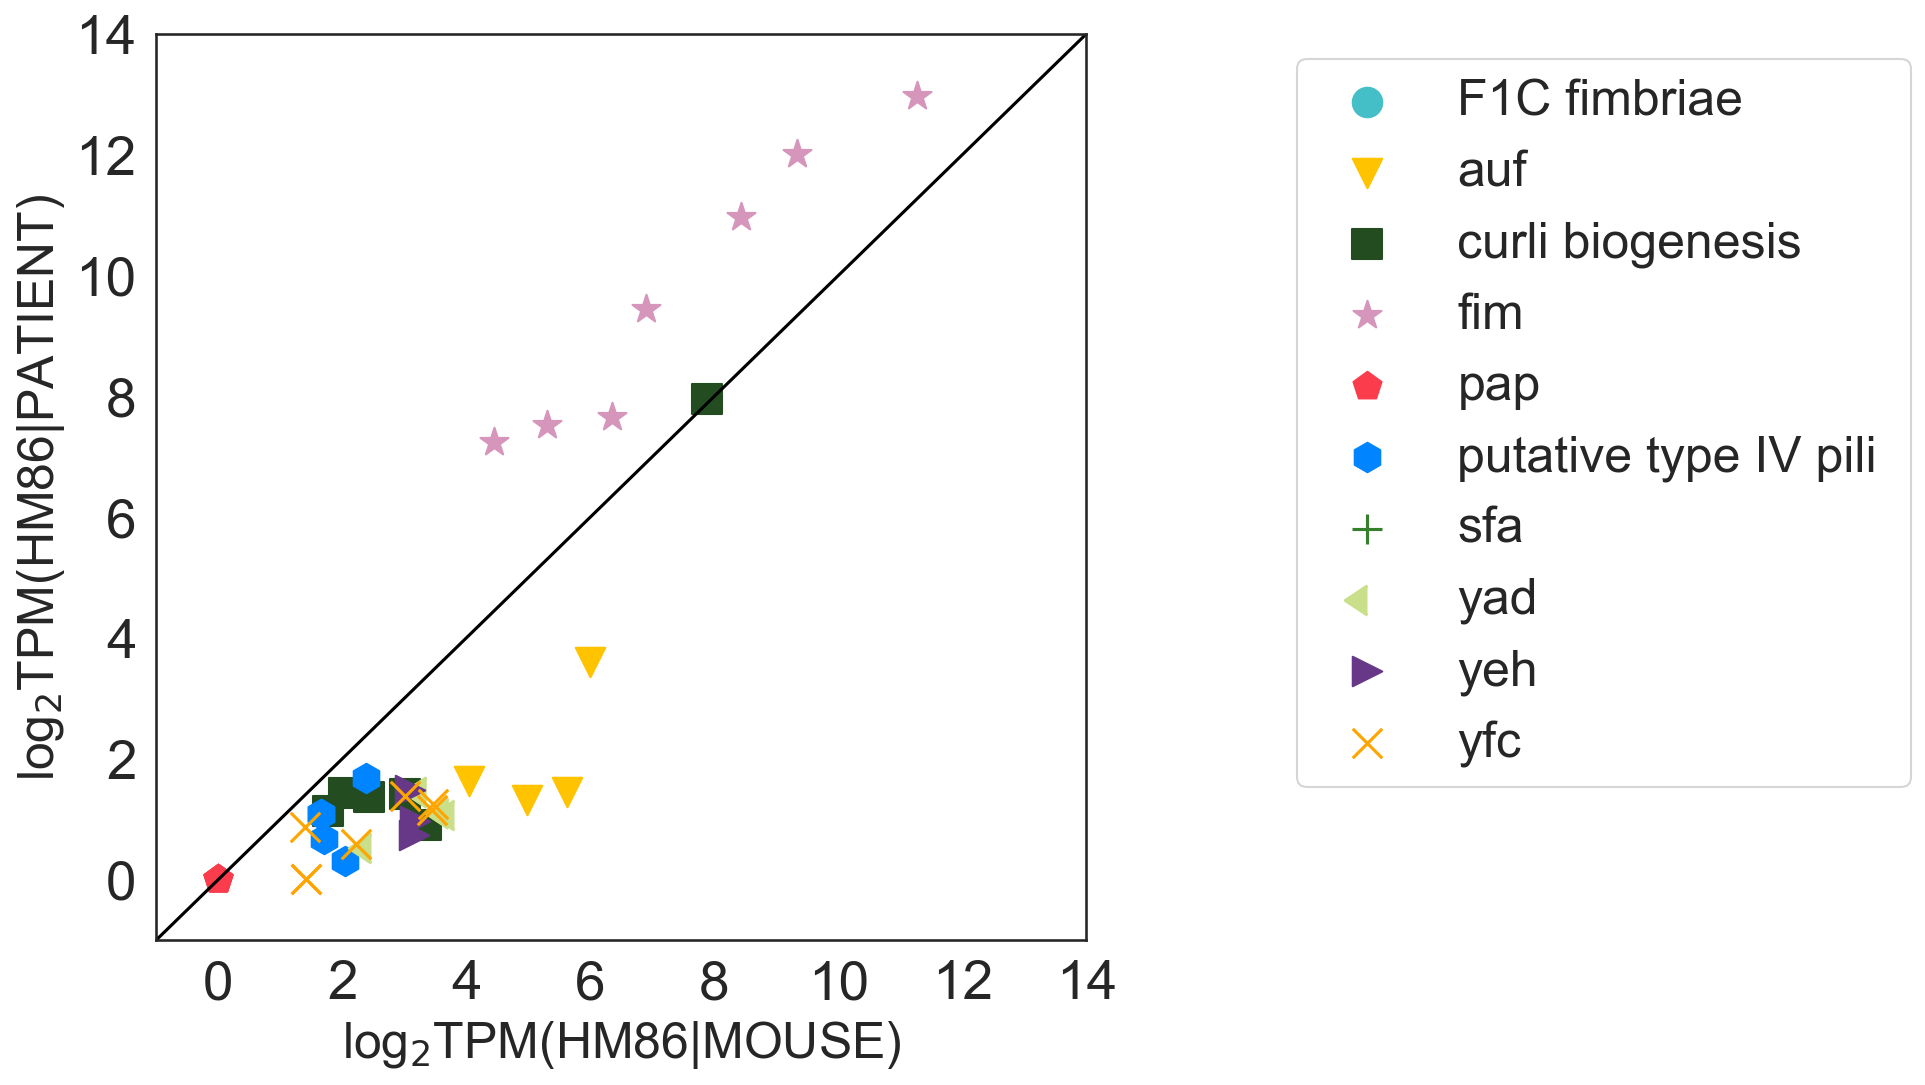 14
12
10
8
6
4
2
0
log₂TPM(HM86|PATIENT)
0 2 4 6 8 10 12 14
log₂TPM(HM86|MOUSE)
F1C fimbriae
auf
curli biogenesis
fim
pap
putative type IV pili
sfa
yad
yeh
yfc